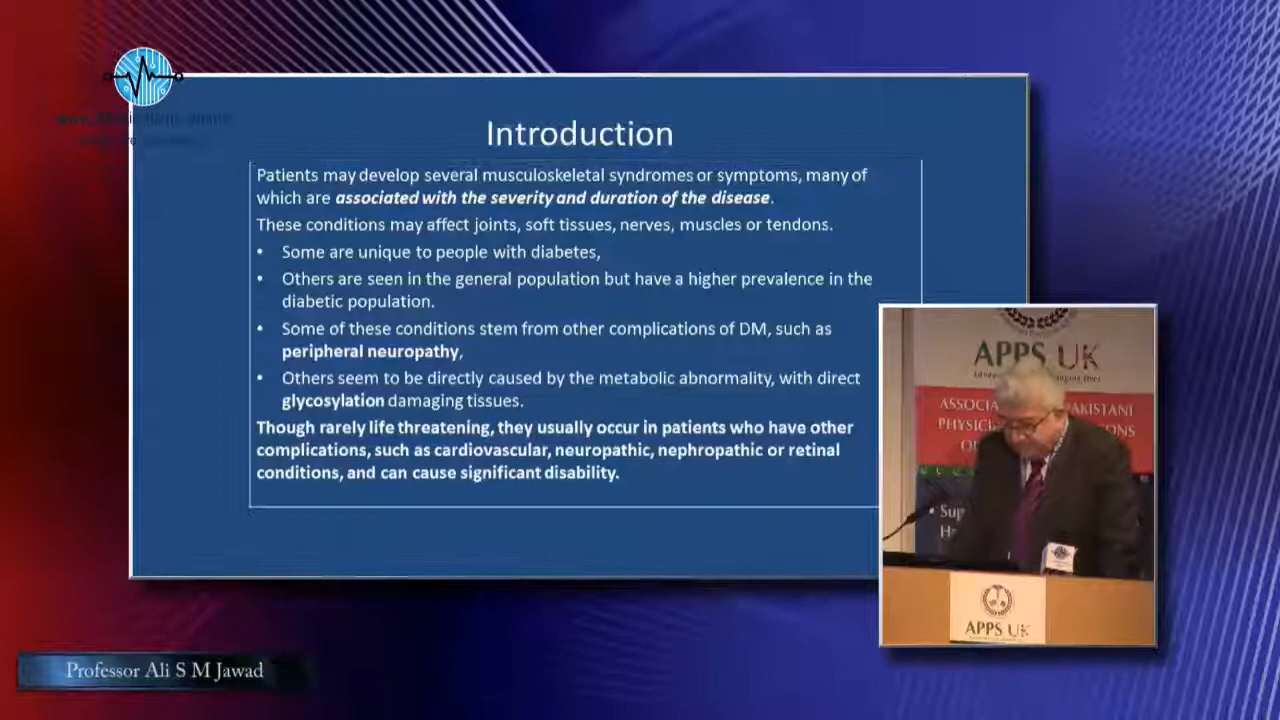 Introduction
Patients may develop several musculoskeletal syndromes or symptoms, many of
which are associated with the severity and duration of the disease.
These conditions may affect joints, soft tissues, nerves, muscles or tendons.
• Some are unique to people with diabetes,
• Others are seen in the general population but have a higher prevalence in the
diabetic population.
• Some of these conditions stem from other complications of DM, such as
peripheral neuropathy,
• Others seem to be directly caused by the metabolic abnormality, with direct
glycosylation damaging tissues.
Though rarely life threatening, they usually occur in patients who have other
complications, such as cardiovascular, neuropathic, nephropathic or retinal
conditions, and can cause significant disability.
APPS UK
PHYSIC
APPS UK
Professor Ali S M Jawad